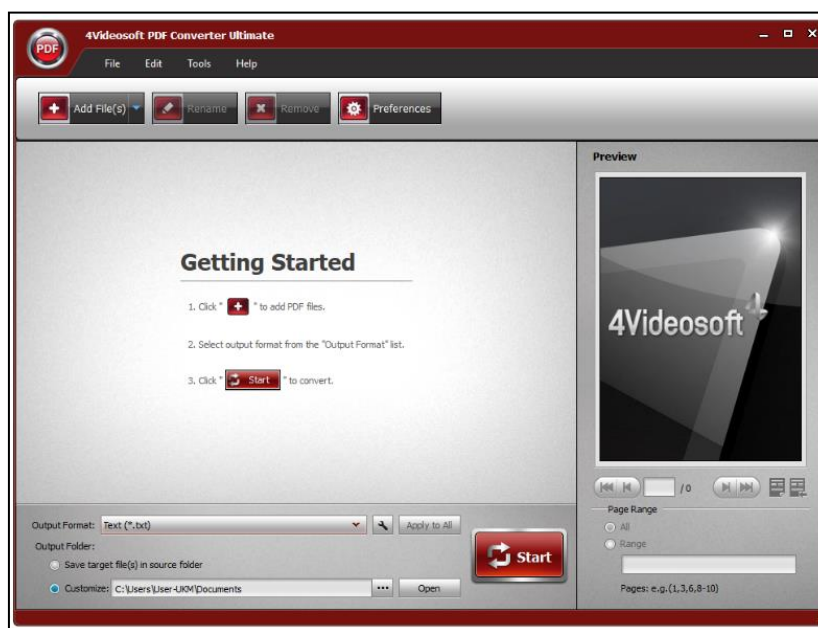 4Videosoft PDF Converter Ultimate
PDF
File Edit Tools Help
Add File(s) Rename Remove Preferences
Preview
Getting Started
1. Click " " to add PDF files.
2. Select output format from the "Output Format" list.
3. Click " Start " to convert.
4Videosoft 4
/ 0
Page Range
All
Range
Pages: e.g.(1,3,6,8-10)
Output Format: Text (*.txt) Apply to All
Output Folder:
Save target file(s) in source folder
Customize: C:\Users\User-UKM\Documents ... Open
Start